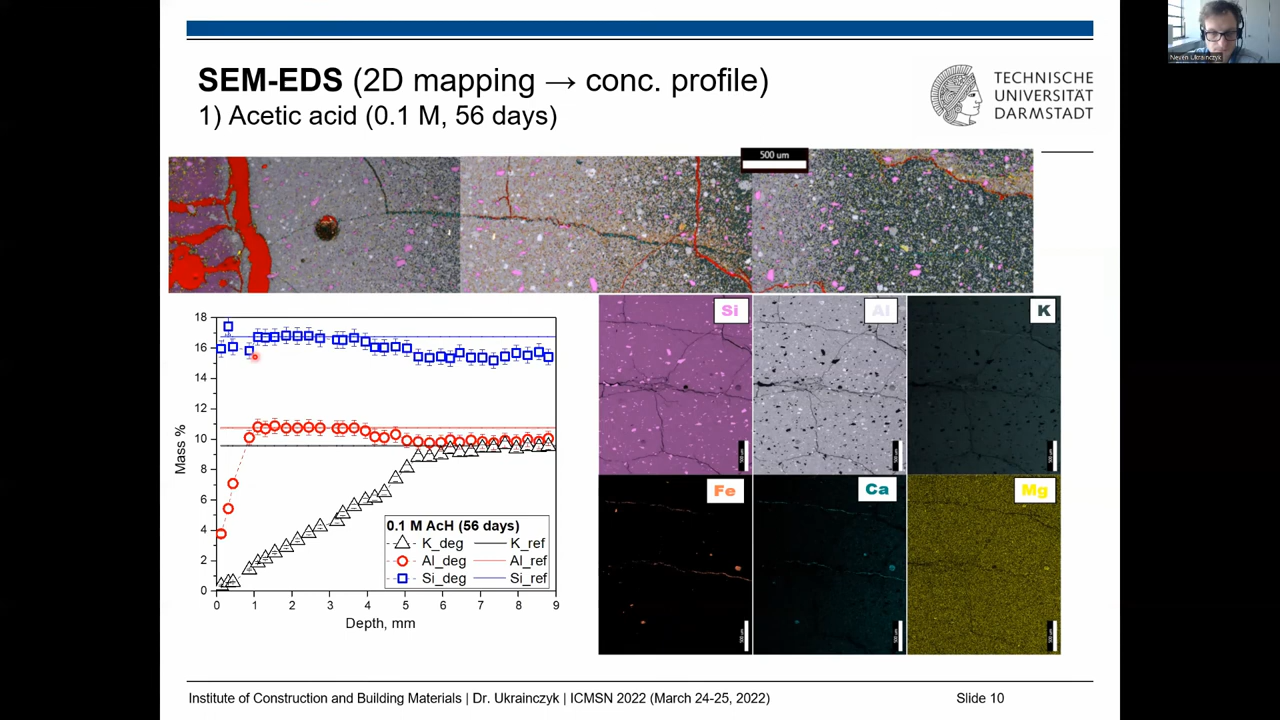 Neven Ukrainczyk
SEM-EDS (2D mapping → conc. profile)
1) Acetic acid (0.1 M, 56 days)
TECHNISCHE
UNIVERSITÄT
DARMSTADT
500 um
Si
Al
K
Fe
Ca
Mg
18
16
14
12
10
8
6
4
2
0
Mass %
0 1 2 3 4 5 6 7 8 9
Depth, mm
0.1 M AcH (56 days)
K_deg K_ref
Al_deg Al_ref
Si_deg Si_ref
Institute of Construction and Building Materials | Dr. Ukrainczyk | ICMSN 2022 (March 24-25, 2022)
Slide 10